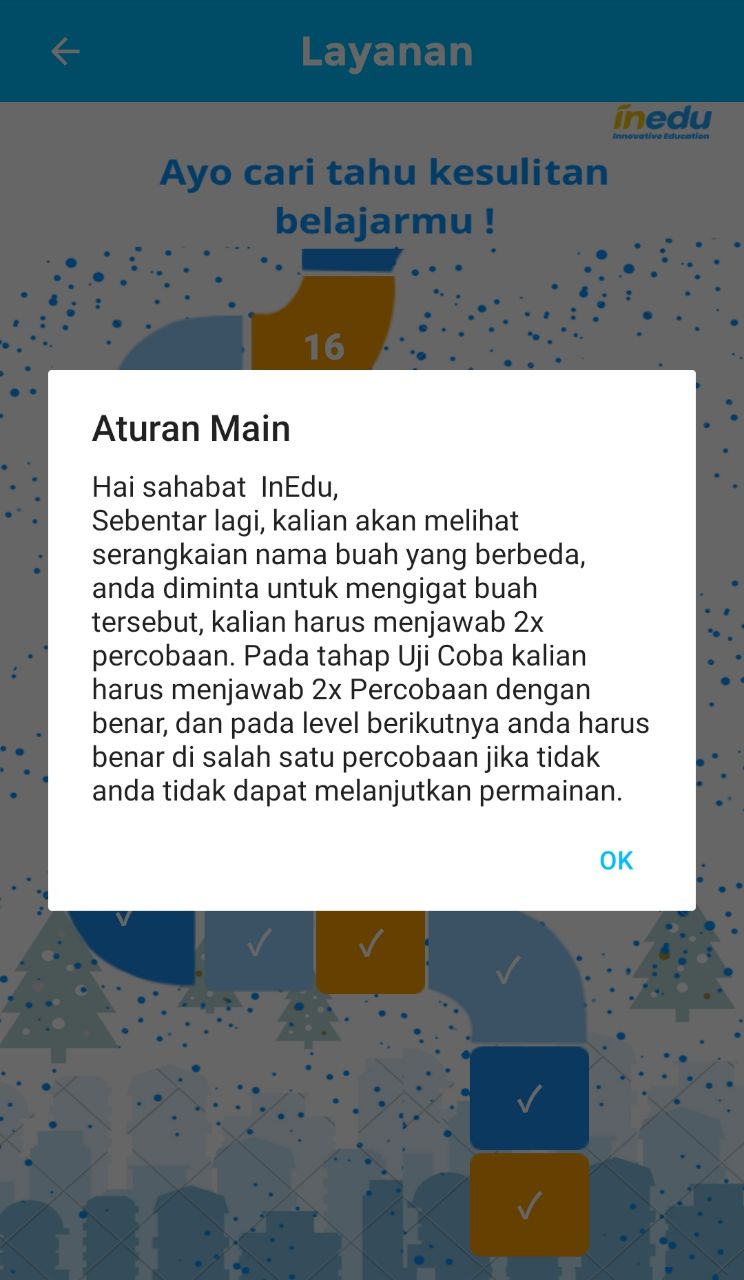 Layanan
inedu
Innovative Education
Ayo cari tahu kesulitan
belajarmu !
16
Aturan Main
Hai sahabat  InEdu,
Sebentar lagi, kalian akan melihat
serangkaian nama buah yang berbeda,
anda diminta untuk mengigat buah
tersebut, kalian harus menjawab 2x
percobaan. Pada tahap Uji Coba kalian
harus menjawab 2x Percobaan dengan
benar, dan pada level berikutnya anda harus
benar di salah satu percobaan jika tidak
anda tidak dapat melanjutkan permainan.
OK